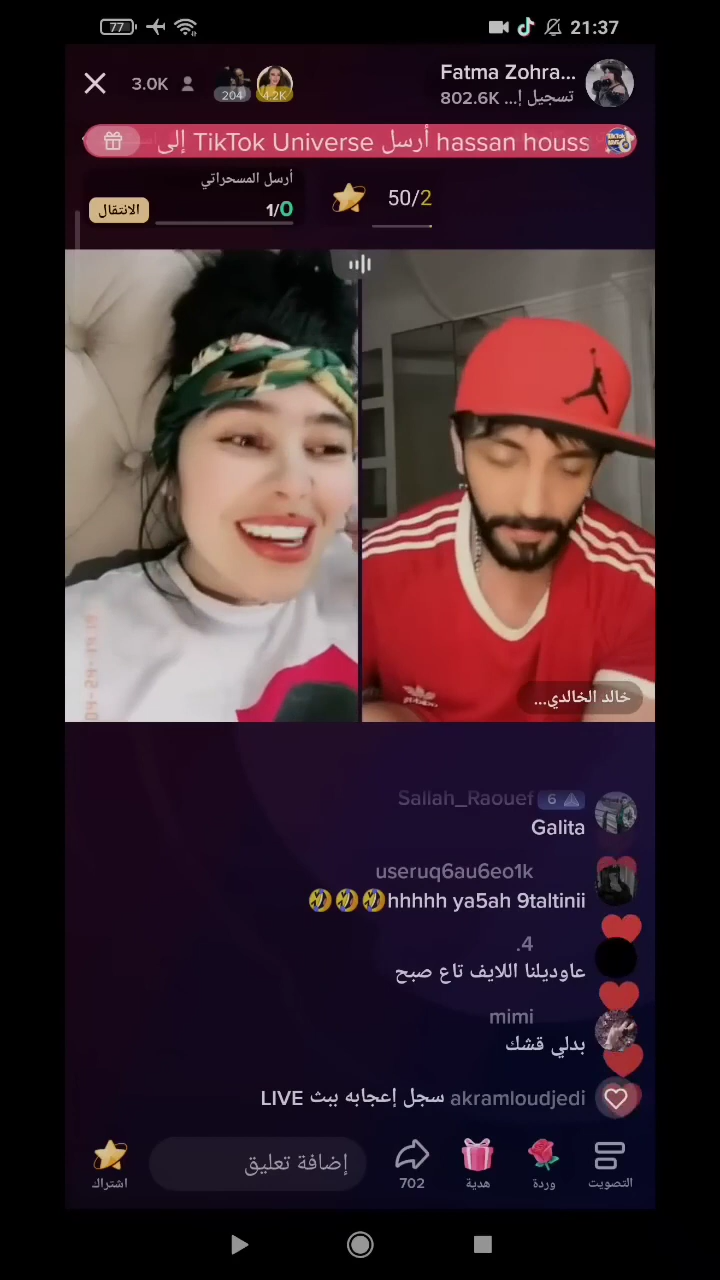 77
21:37
3.0K
204
4.2K
Fatma Zohra...
802.6K تسجيل إ...
hassan houss أرسل TikTok Universe إلى
أرسل المسحراتي
الانتقال
1/0
50/2
خالد الخالدي...
Sallah_Raouef
6
Galita
useruq6au6eo1k
🤣🤣🤣hhhhh ya5ah 9taltinii
.4
عاوديلنا اللايف تاع صبح
mimi
بدلي قشك
akramloudjedi سجل إعجابه ببث LIVE
اشتراك
إضافة تعليق
702
هدية
وردة
التصويت